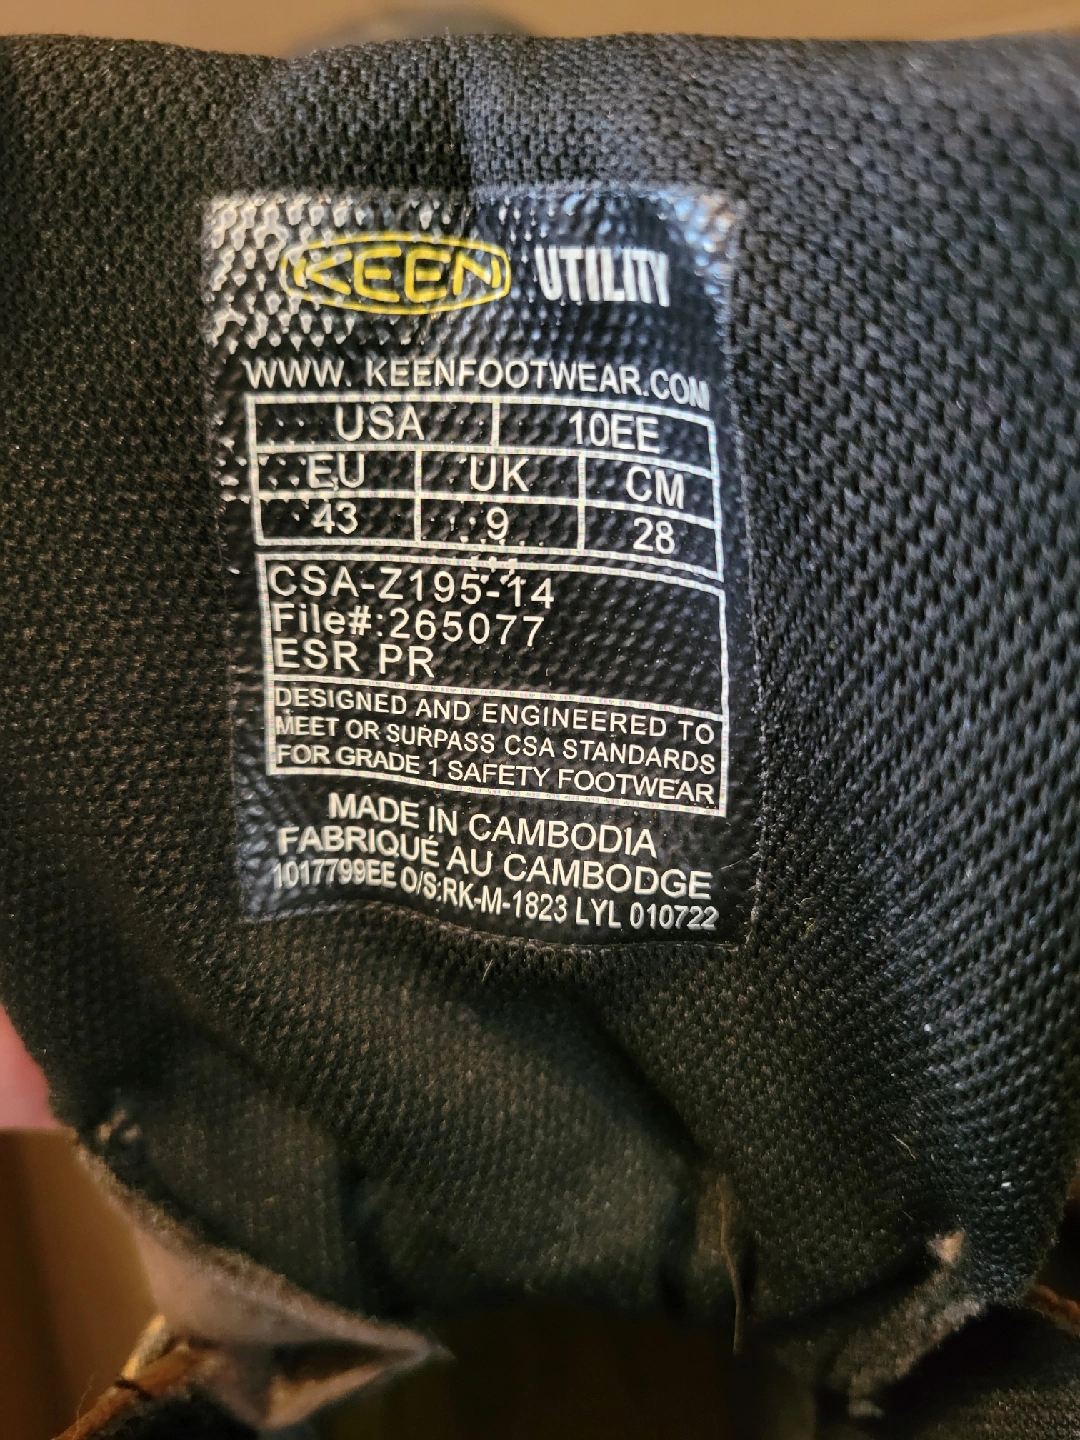 KEEN UTILITY
WWW. KEENFOOTWEAR.COM
USA 10EE
EU UK CM
43 9 28
CSA-Z195-14
File#:265077
ESR PR
DESIGNED AND ENGINEERED TO
MEET OR SURPASS CSA STANDARDS
FOR GRADE 1 SAFETY FOOTWEAR
MADE IN CAMBODIA
FABRIQUÉ AU CAMBODGE
1017799EE O/S:RK-M-1823 LYL 010722